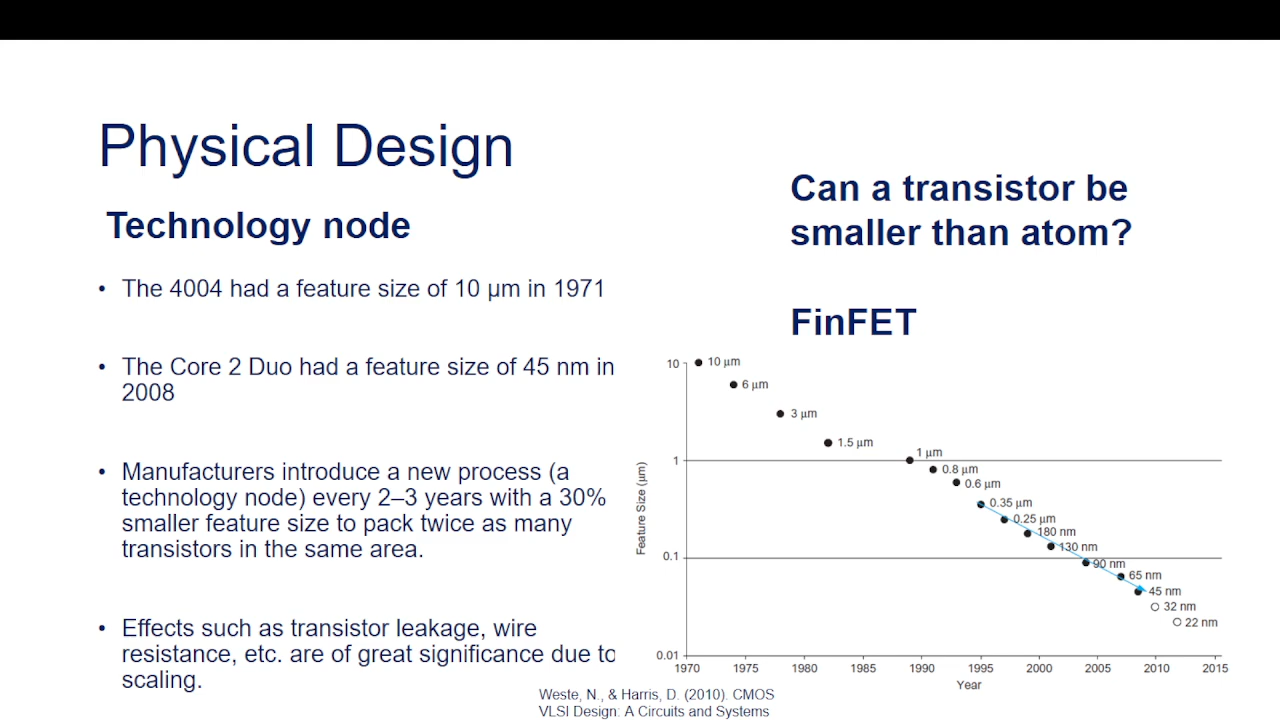 Physical Design
Technology node
• The 4004 had a feature size of 10 μm in 1971
• The Core 2 Duo had a feature size of 45 nm in
2008
• Manufacturers introduce a new process (a
technology node) every 2–3 years with a 30%
smaller feature size to pack twice as many
transistors in the same area.
• Effects such as transistor leakage, wire
resistance, etc. are of great significance due to
scaling.
Can a transistor be
smaller than atom?
FinFET
10
1
0.1
0.01
Feature Size (μm)
10 μm
6 μm
3 μm
1.5 μm
1 μm
0.8 μm
0.6 μm
0.35 μm
0.25 μm
180 nm
130 nm
90 nm
65 nm
45 nm
32 nm
22 nm
1970 1975 1980 1985 1990 1995 2000 2005 2010 2015
Year
Weste, N., & Harris, D. (2010). CMOS
VLSI Design: A Circuits and Systems